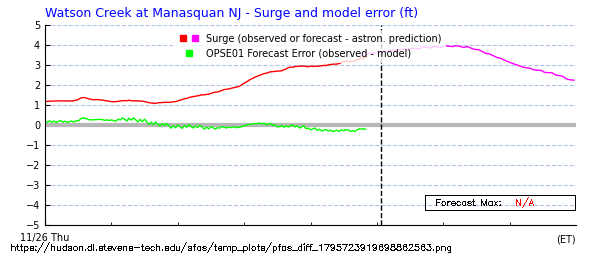 Watson Creek at Manasquan NJ - Surge and model error (ft)
Surge (observed or forecast - astron. prediction)
OPSE01 Forecast Error (observed - model)
5
4
3
2
1
0
−1
−2
−3
−4
−5
Forecast Max: N/A
11/26 Thu
(ET)
https://hudson.dl.stevens-tech.edu/sfas/temp_plots/pfas_diff_1795723919698862563.png